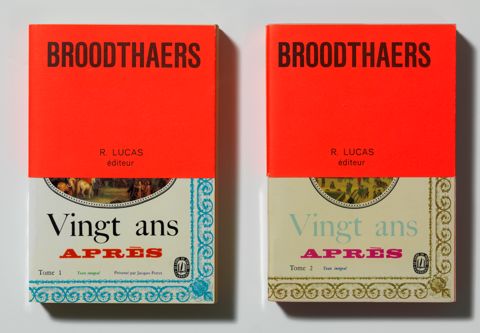 BROODTHAERS
R. LUCAS
éditeur
Vingt ans
APRÈS
Tome 1 Texte intégral Présenté par Jacques Perret
BROODTHAERS
R. LUCAS
éditeur
Vingt ans
APRÈS
Tome 2 Texte intégral